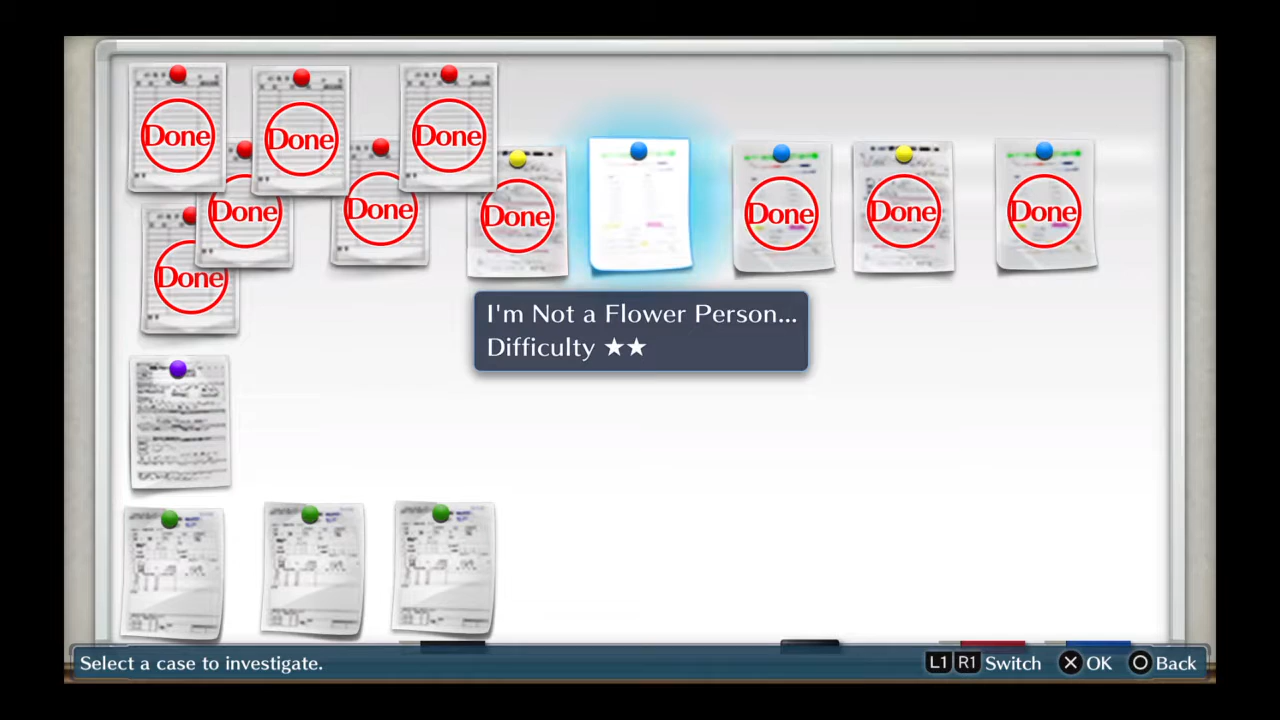 Done
Done
Done
Done
Done
Done
Done
Done
Done
Done
I'm Not a Flower Person...
Difficulty ★★
Select a case to investigate.
L1 R1 Switch
OK
Back